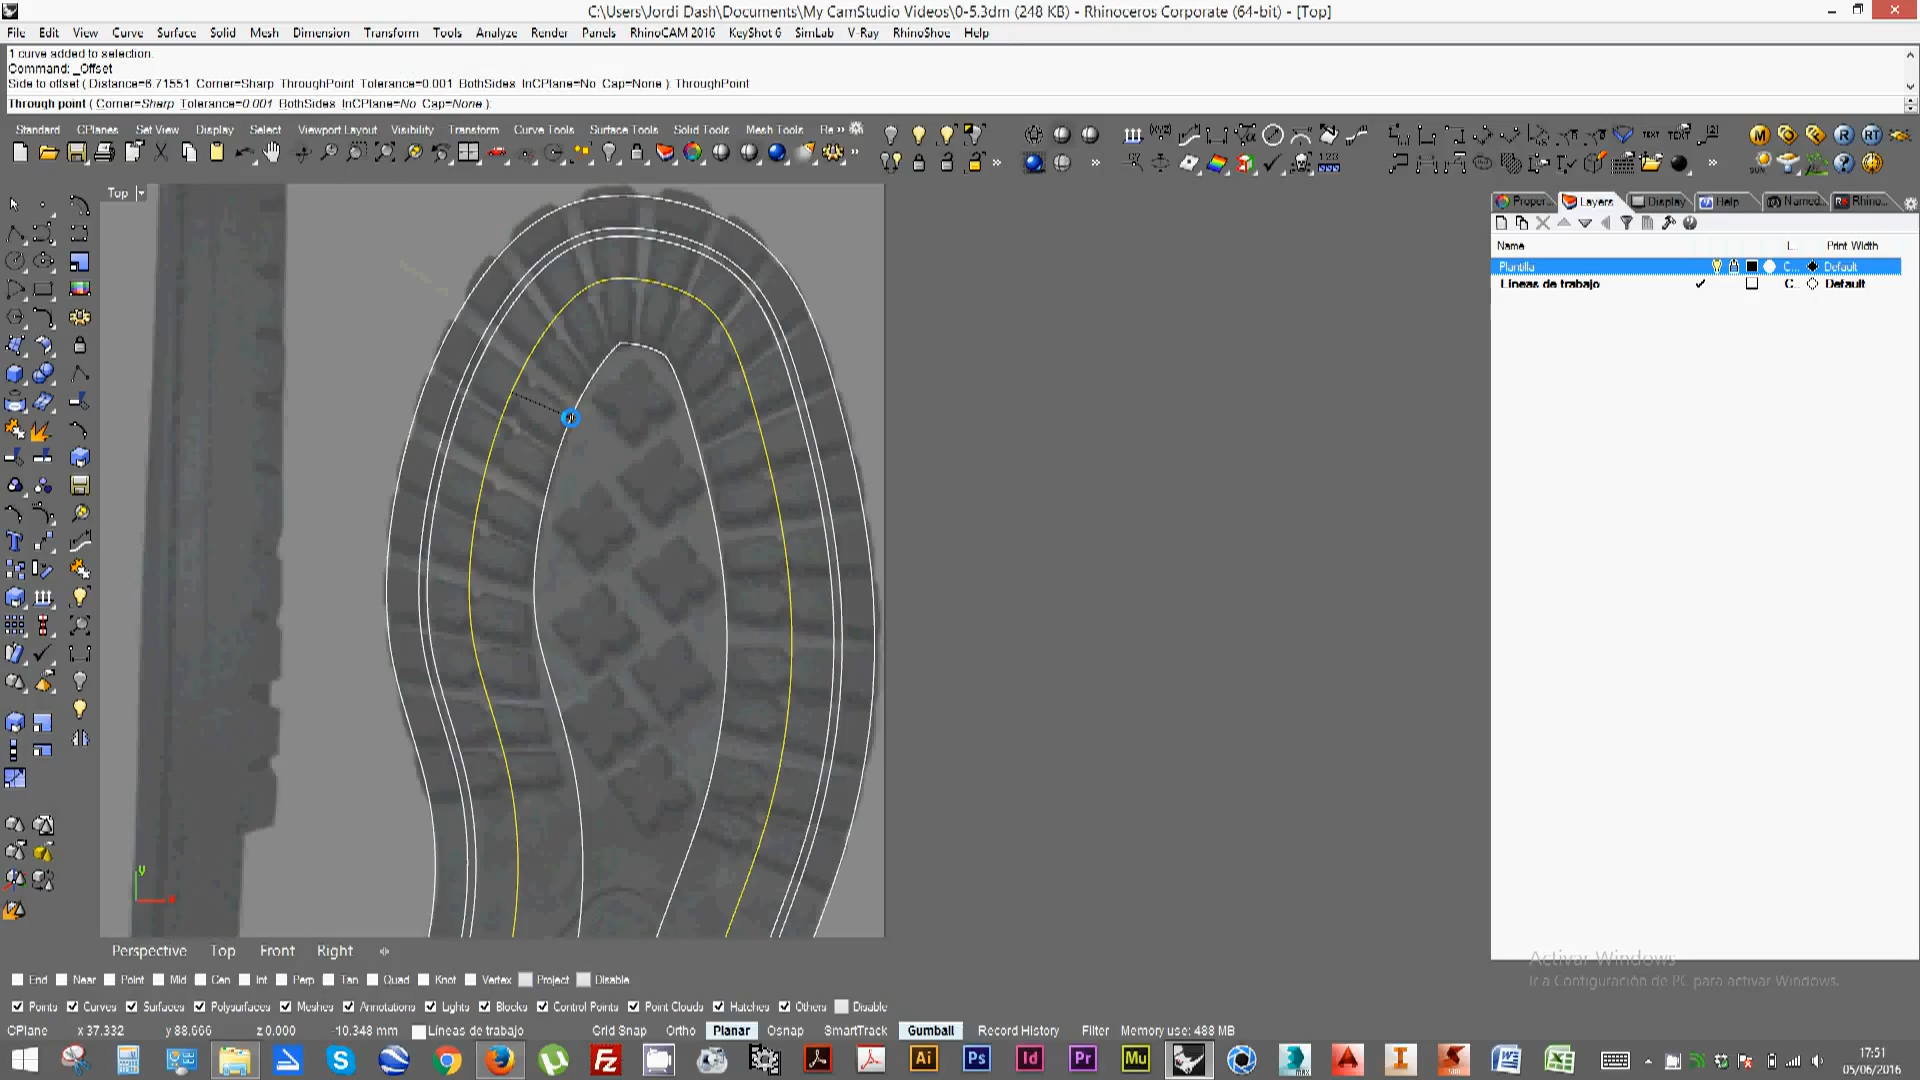 C:\Users\Jordi Dash\Documents\My CamStudio Videos\0-5.3dm (248 KB) - Rhinoceros Corporate (64-bit) - [Top]
File Edit View Curve Surface Solid Mesh Dimension Transform Tools Analyze Render Panels RhinoCAM 2016 KeyShot 6 SimLab V-Ray RhinoShoe Help
1 curve added to selection.
Command: _Offset
Side to offset ( Distance=6.71551 Corner=Sharp ThroughPoint Tolerance=0.001 BothSides InCPlane=No Cap=None ): ThroughPoint
Through point ( Corner=Sharp Tolerance=0.001 BothSides InCPlane=No Cap=None ):
Standard CPlanes Set View Display Select Viewport Layout Visibility Transform Curve Tools Surface Tools Solid Tools Mesh Tools Re
Top
Proper... Layers Display Help Named... Rhino...
Name L... Print Width
Plantilla C... Default
Líneas de trabajo C... Default
Perspective Top Front Right
End Near Point Mid Cen Int Perp Tan Quad Knot Vertex Project Disable
Points Curves Surfaces Polysurfaces Meshes Annotations Lights Blocks Control Points Point Clouds Hatches Others Disable
CPlane x 37.332 y 88.666 z 0.000 -10.348 mm Líneas de trabajo Grid Snap Ortho Planar Osnap SmartTrack Gumball Record History Filter Memory use: 488 MB
Activar Windows
Ir a Configuración de PC para activar Windows.
17:51
05/06/2016